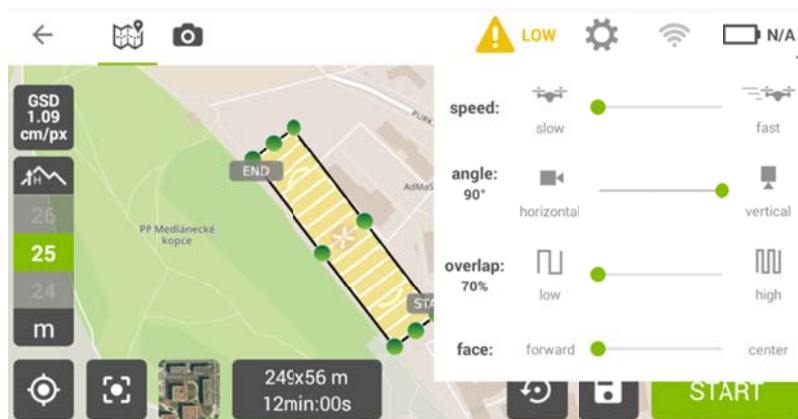 LOW
N/A
GSD
1.09
cm/px
26
25
24
m
PP Medlánecké
kopce
END
speed:
slow
fast
angle:
90°
horizontal
vertical
overlap:
70%
low
high
face:
forward
center
249x56 m
12min:00s
START